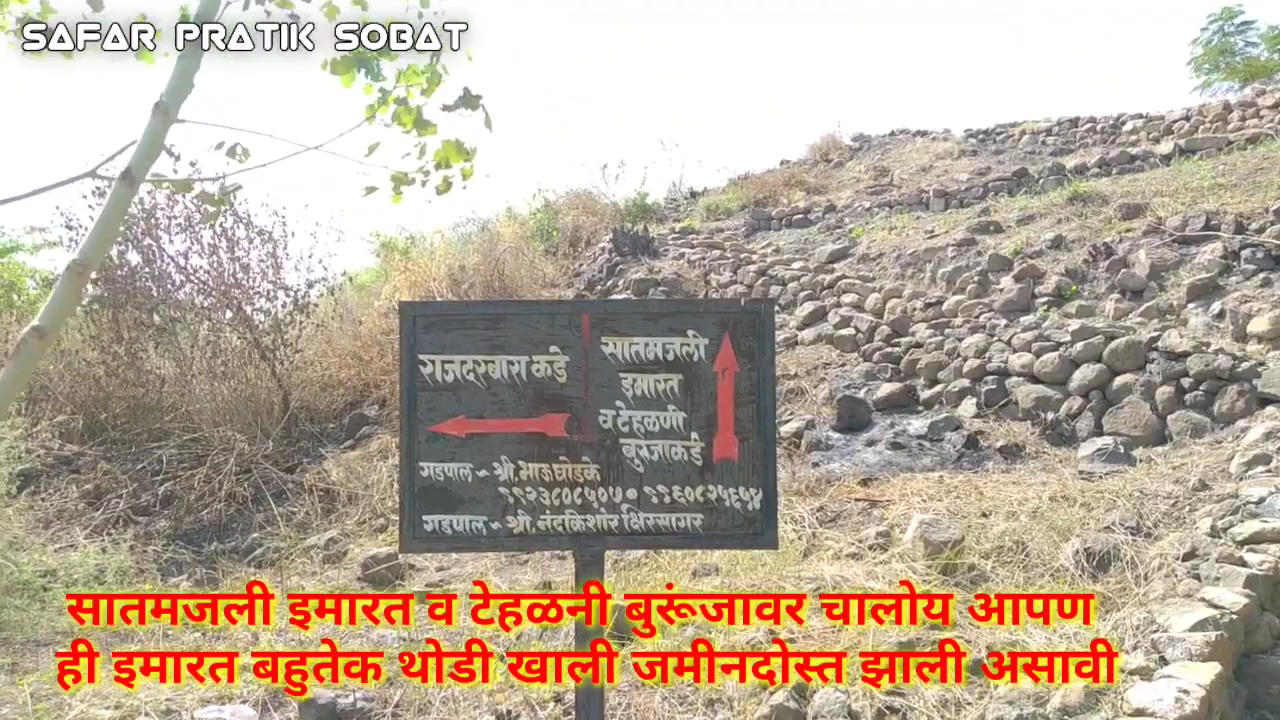 SAFAR PRATIK SOBAT
राजदरबारा कडे
सातमजली
इमारत
व टेहळणी
बुरुजाकडे
गडपाल ~ श्री. भाऊ घोडके
९९२३८०८५०७ ९९६०८२५६५४
गडपाल ~ श्री. नंदकिशोर क्षिरसागर
सातमजली इमारत व टेहळनी बुरूंजावर चालोय आपण
ही इमारत बहुतेक थोडी खाली जमीनदोस्त झाली असावी